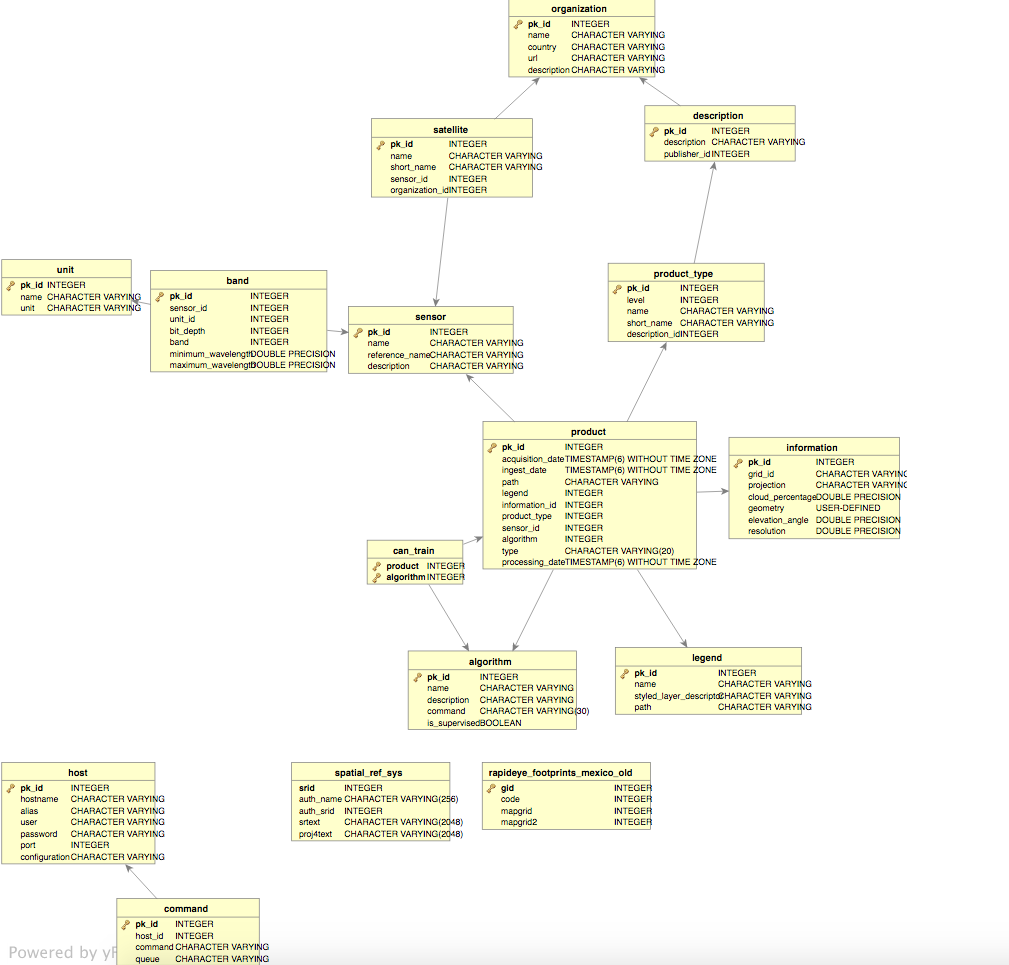 organization
pk_id INTEGER
name CHARACTER VARYING
country CHARACTER VARYING
url CHARACTER VARYING
description CHARACTER VARYING
satellite
pk_id INTEGER
name CHARACTER VARYING
short_name CHARACTER VARYING
sensor_id INTEGER
organization_id INTEGER
description
pk_id INTEGER
description CHARACTER VARYING
publisher_id INTEGER
unit
pk_id INTEGER
name CHARACTER VARYING
unit CHARACTER VARYING
band
pk_id INTEGER
sensor_id INTEGER
unit_id INTEGER
bit_depth INTEGER
band INTEGER
minimum_wavelength DOUBLE PRECISION
maximum_wavelength DOUBLE PRECISION
sensor
pk_id INTEGER
name CHARACTER VARYING
reference_name CHARACTER VARYING
description CHARACTER VARYING
product_type
pk_id INTEGER
level INTEGER
name CHARACTER VARYING
short_name CHARACTER VARYING
description_id INTEGER
product
pk_id INTEGER
acquisition_date TIMESTAMP(6) WITHOUT TIME ZONE
ingest_date TIMESTAMP(6) WITHOUT TIME ZONE
path CHARACTER VARYING
legend INTEGER
information_id INTEGER
product_type INTEGER
sensor_id INTEGER
algorithm INTEGER
type CHARACTER VARYING(20)
processing_date TIMESTAMP(6) WITHOUT TIME ZONE
information
pk_id INTEGER
grid_id CHARACTER VARYING
projection CHARACTER VARYING
cloud_percentage DOUBLE PRECISION
geometry USER-DEFINED
elevation_angle DOUBLE PRECISION
resolution DOUBLE PRECISION
can_train
product INTEGER
algorithm INTEGER
algorithm
pk_id INTEGER
name CHARACTER VARYING
description CHARACTER VARYING
command CHARACTER VARYING(30)
is_supervised BOOLEAN
legend
pk_id INTEGER
name CHARACTER VARYING
styled_layer_descriptor CHARACTER VARYING
path CHARACTER VARYING
host
pk_id INTEGER
hostname CHARACTER VARYING
alias CHARACTER VARYING
user CHARACTER VARYING
password CHARACTER VARYING
port INTEGER
configuration CHARACTER VARYING
spatial_ref_sys
srid INTEGER
auth_name CHARACTER VARYING(256)
auth_srid INTEGER
srtext CHARACTER VARYING(2048)
proj4text CHARACTER VARYING(2048)
rapideye_footprints_mexico_old
gid INTEGER
code INTEGER
mapgrid INTEGER
mapgrid2 INTEGER
command
pk_id INTEGER
host_id INTEGER
command CHARACTER VARYING
queue CHARACTER VARYING
Powered by yF